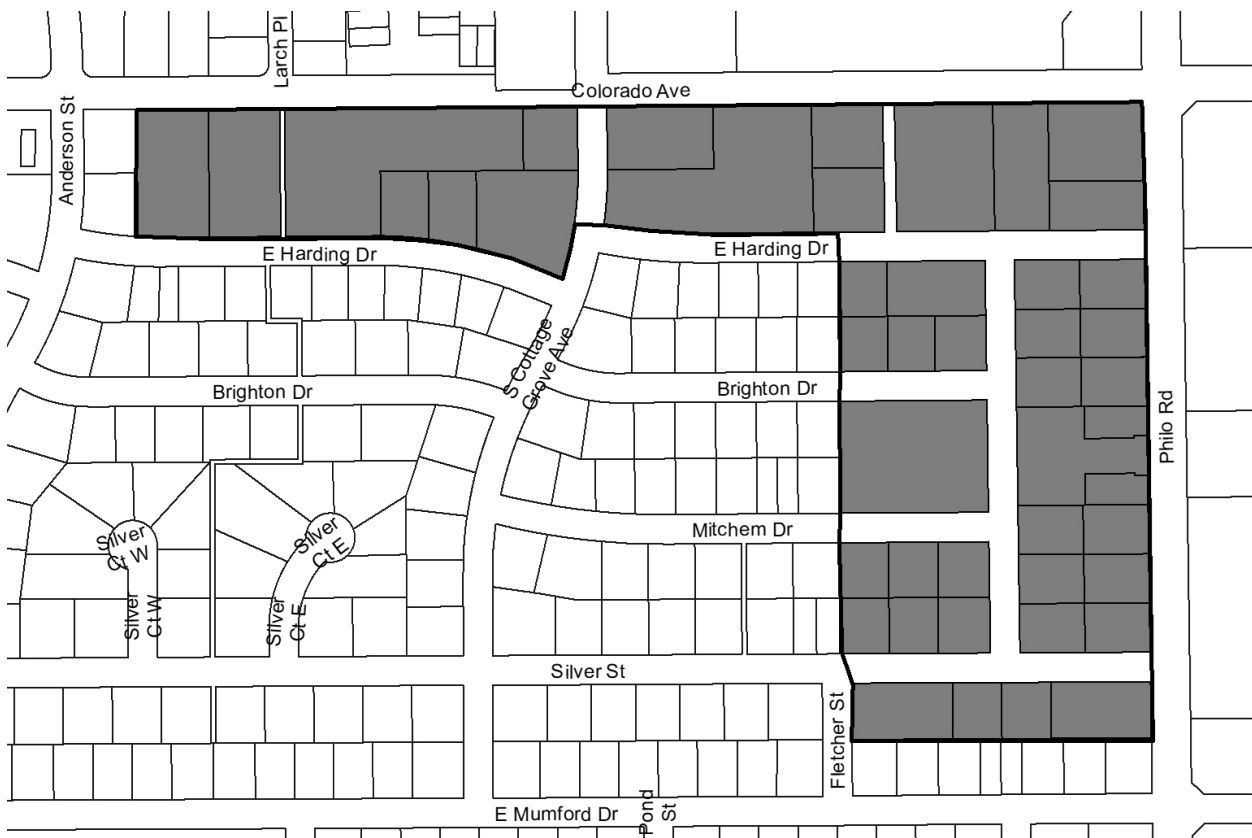 Larch Pl
Colorado Ave
Anderson St
E Harding Dr
E Harding Dr
S Cottage
Grove Ave
Brighton Dr
Brighton Dr
Philo Rd
Mitchem Dr
Silver
Ct W
Silver
Ct E
Silver
Ct W
Silver
Ct E
Silver St
Fletcher St
E Mumford Dr
Pond
St